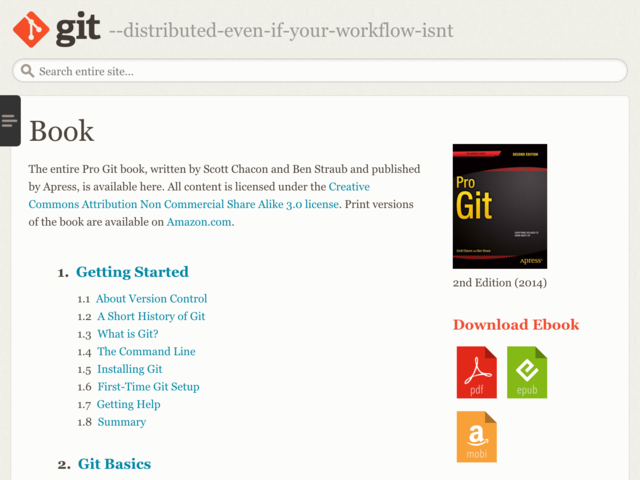 git --distributed-even-if-your-workflow-isnt
Search entire site...
Book
The entire Pro Git book, written by Scott Chacon and Ben Straub and published
by Apress, is available here. All content is licensed under the Creative
Commons Attribution Non Commercial Share Alike 3.0 license. Print versions
of the book are available on Amazon.com.
1. Getting Started
1.1 About Version Control
1.2 A Short History of Git
1.3 What is Git?
1.4 The Command Line
1.5 Installing Git
1.6 First-Time Git Setup
1.7 Getting Help
1.8 Summary
2. Git Basics
SECOND EDITION
Pro
Git
Apress
2nd Edition (2014)
Download Ebook
pdf
epub
a
mobi